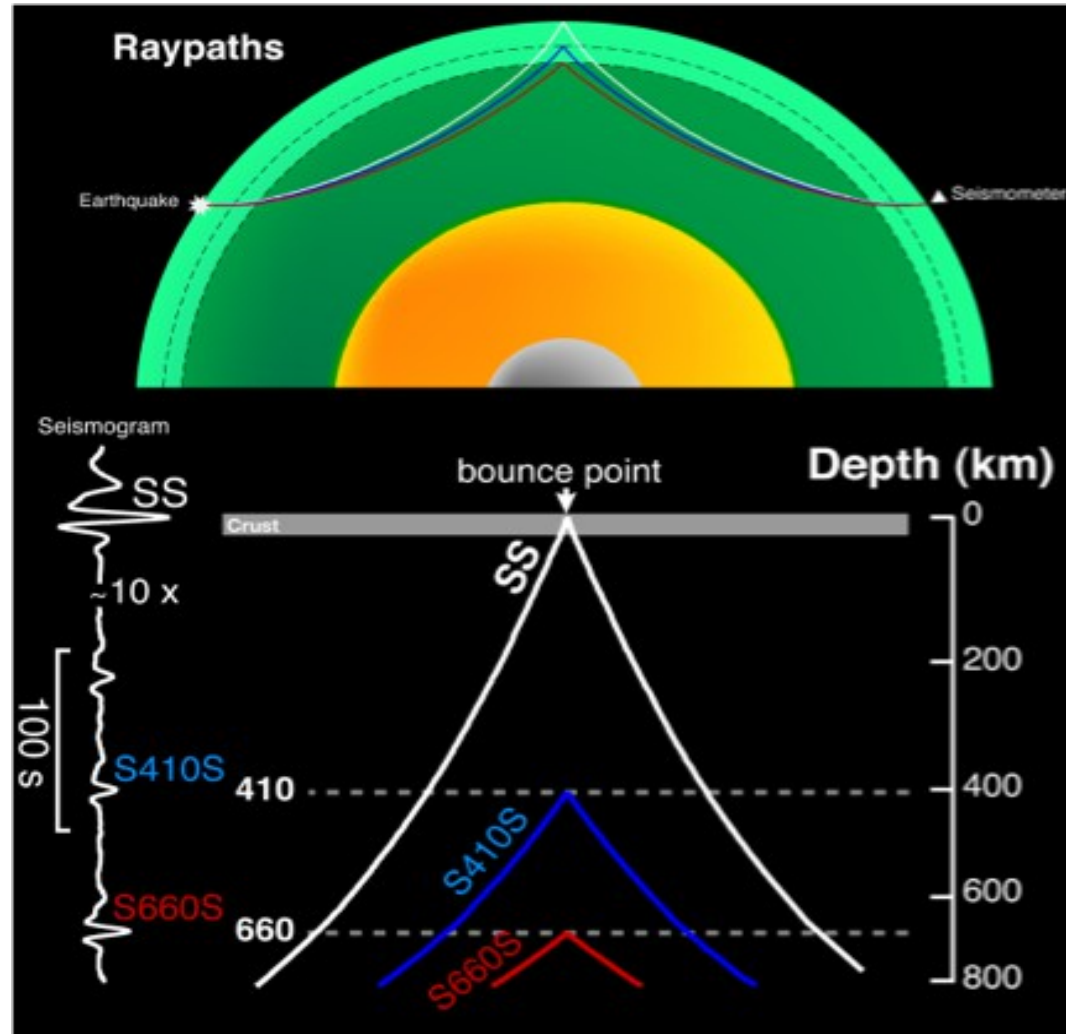 Raypaths
Earthquake
Seismometer
Seismogram
SS
bounce point
Depth (km)
0
Crust
SS
~10 x
200
100 s
S410S
410
400
S410S
600
S660S
660
S660S
800